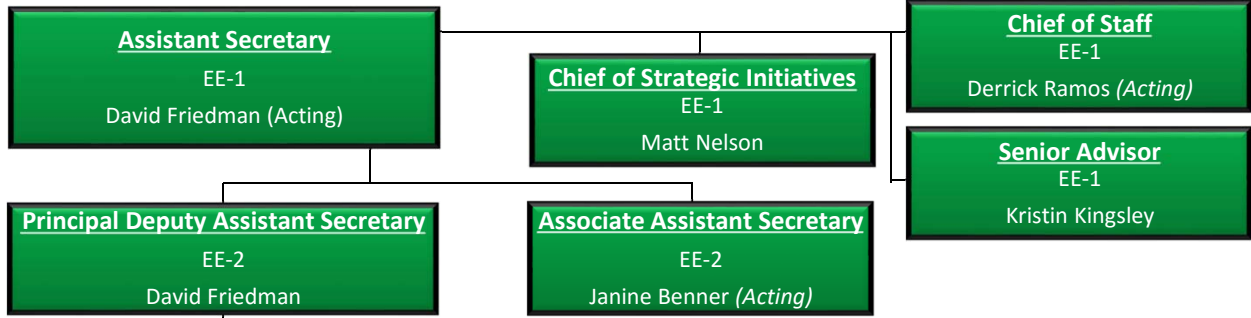 Assistant Secretary
EE-1
David Friedman (Acting)
Chief of Strategic Initiatives
EE-1
Matt Nelson
Chief of Staff
EE-1
Derrick Ramos (Acting)
Senior Advisor
EE-1
Kristin Kingsley
Principal Deputy Assistant Secretary
EE-2
David Friedman
Associate Assistant Secretary
EE-2
Janine Benner (Acting)